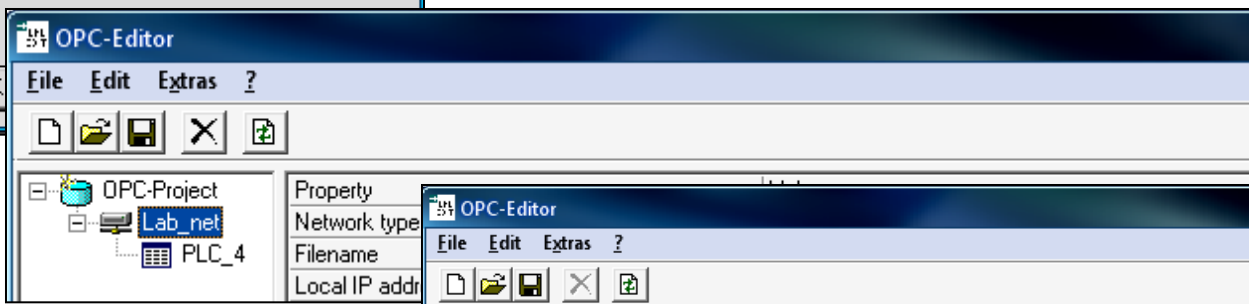 OPC-Editor
File Edit Extras ?
OPC-Project
Lab_net
PLC_4
Property
Network type
Filename
Local IP addr
OPC-Editor
File Edit Extras ?